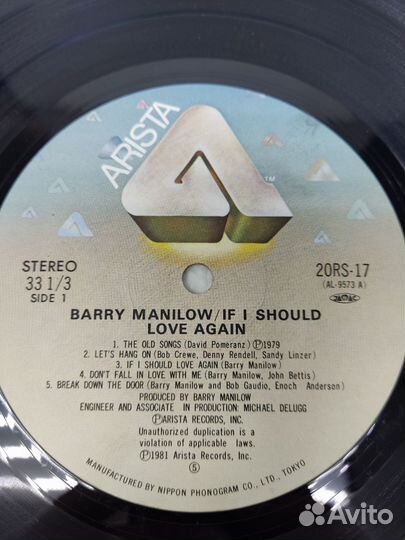 ARISTA
TM
STEREO
33 1/3
SIDE 1
20RS-17
(AL-9573 A)
BARRY MANILOW/IF I SHOULD
LOVE AGAIN
1. THE OLD SONGS (David Pomeranz) Ⓟ1979
2. LET'S HANG ON (Bob Crewe, Denny Rendell, Sandy Linzer)
3. IF I SHOULD LOVE AGAIN (Barry Manilow)
4. DON'T FALL IN LOVE WITH ME (Barry Manilow, John Bettis)
5. BREAK DOWN THE DOOR (Barry Manilow and Bob Gaudio, Enoch Anderson)
PRODUCED BY BARRY MANILOW
ENGINEER AND ASSOCIATE IN PRODUCTION: MICHAEL DELUGG
ⓅARISTA RECORDS, INC.
Unauthorized duplication is a
violation of applicable laws.
Ⓟ1981 Arista Records, Inc.
⑤
MANUFACTURED BY NIPPON PHONOGRAM CO., LTD., TOKYO
Avito